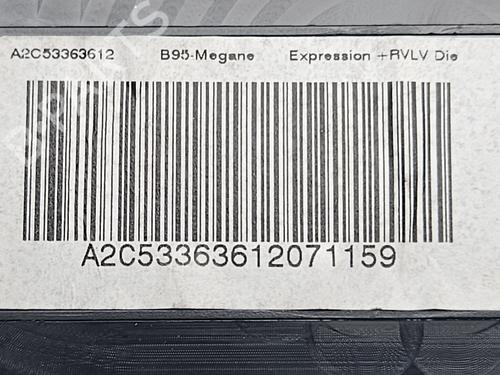 A2C53363612 B95-Megane Expression +RVLV Die
A2C53363612071159